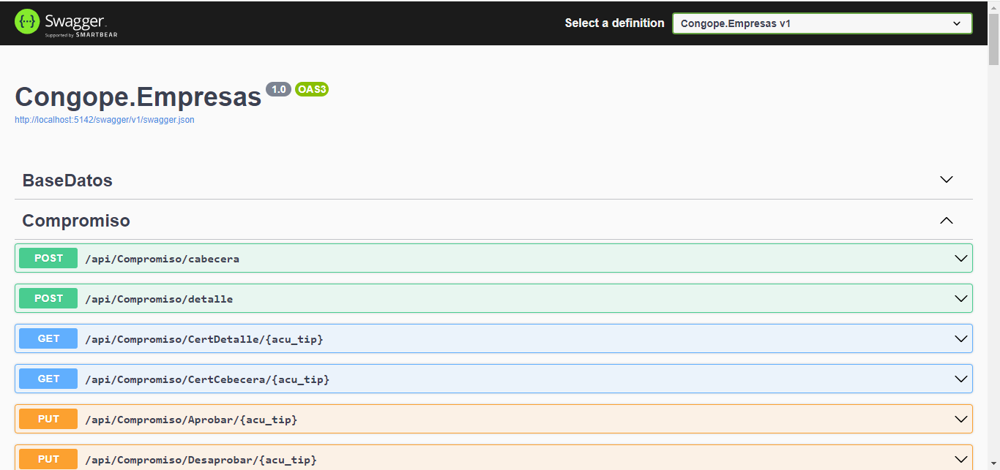 Swagger.
Supported by SMARTBEAR
Select a definition
Congope.Empresas v1
Congope.Empresas 1.0 OAS3
http://localhost:5142/swagger/v1/swagger.json
BaseDatos
Compromiso
POST /api/Compromiso/cabecera
POST /api/Compromiso/detalle
GET /api/Compromiso/CertDetalle/{acu_tip}
GET /api/Compromiso/CertCebecera/{acu_tip}
PUT /api/Compromiso/Aprobar/{acu_tip}
PUT /api/Compromiso/Desaprobar/{acu_tip}